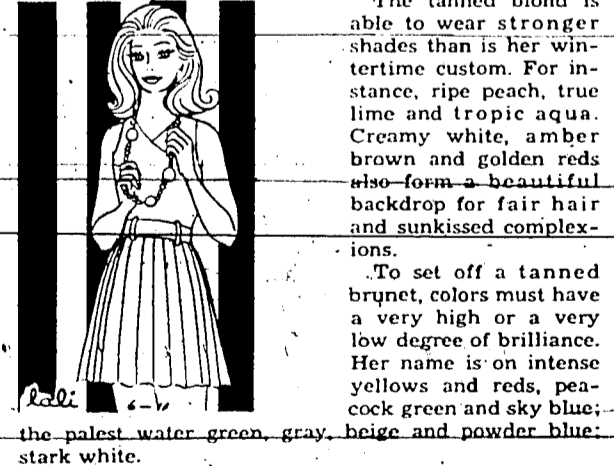 The tanned blond is
able to wear stronger
shades than is her win-
tertime custom. For in-
stance, ripe peach, true
lime and tropic aqua.
Creamy white, amber
brown and golden reds
also form a beautiful
backdrop for fair hair
and sunkissed complex-
ions.
To set off a tanned
brunet, colors must have
a very high or a very
low degree of brilliance.
Her name is on intense
yellows and reds, pea-
cock green and sky blue;
the palest water green, gray, beige and powder blue;
stark white.
lali